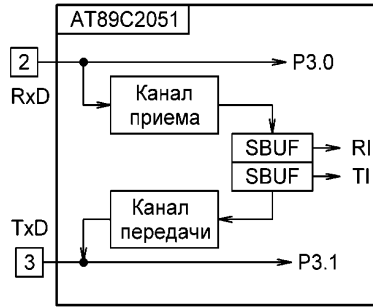 AT89C2051
2
P3.0
RxD
Канал
приема
SBUF
RI
SBUF
TI
TxD
Канал
передачи
3
P3.1